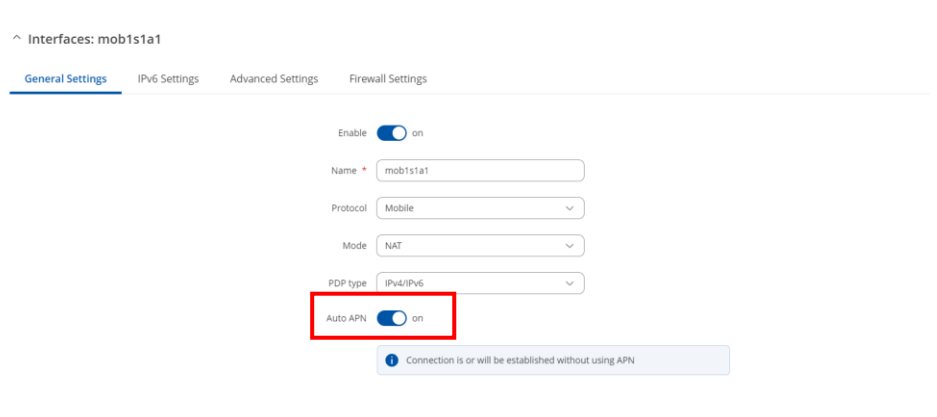 Interfaces: mob1s1a1
General Settings IPv6 Settings Advanced Settings Firewall Settings
Enable on
Name * mob1s1a1
Protocol Mobile
Mode NAT
PDP type IPv4/IPv6
Auto APN on
Connection is or will be established without using APN